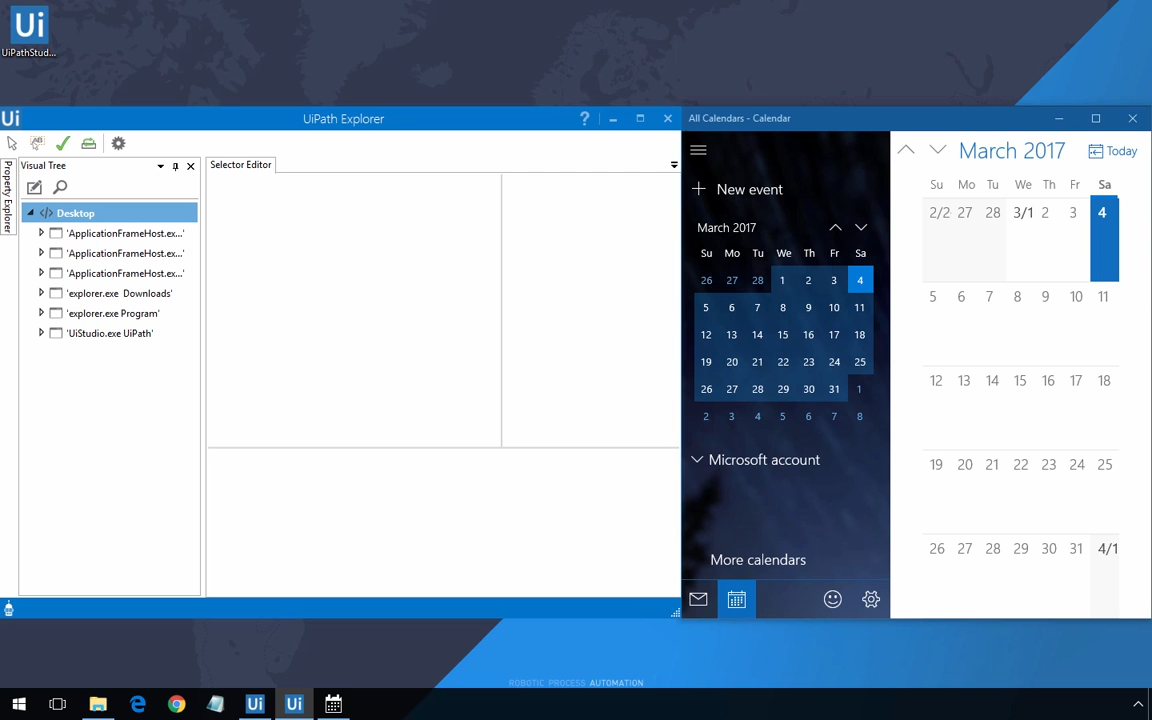 Ui
UiPathStud...
Ui
UiPath Explorer
?
Visual Tree
Property Explorer
Desktop
'ApplicationFrameHost.ex...'
'ApplicationFrameHost.ex...'
'ApplicationFrameHost.ex...'
'explorer.exe Downloads'
'explorer.exe Program'
'UiStudio.exe UiPath'
Selector Editor
All Calendars - Calendar
New event
March 2017
Su Mo Tu We Th Fr Sa
26 27 28 1 2 3 4
5 6 7 8 9 10 11
12 13 14 15 16 17 18
19 20 21 22 23 24 25
26 27 28 29 30 31 1
2 3 4 5 6 7 8
Microsoft account
More calendars
March 2017
Today
Su Mo Tu We Th Fr Sa
2/2 27 28 3/1 2 3 4
5 6 7 8 9 10 11
12 13 14 15 16 17 18
19 20 21 22 23 24 25
26 27 28 29 30 31 4/1
ROBOTIC PROCESS AUTOMATION
Ui
Ui